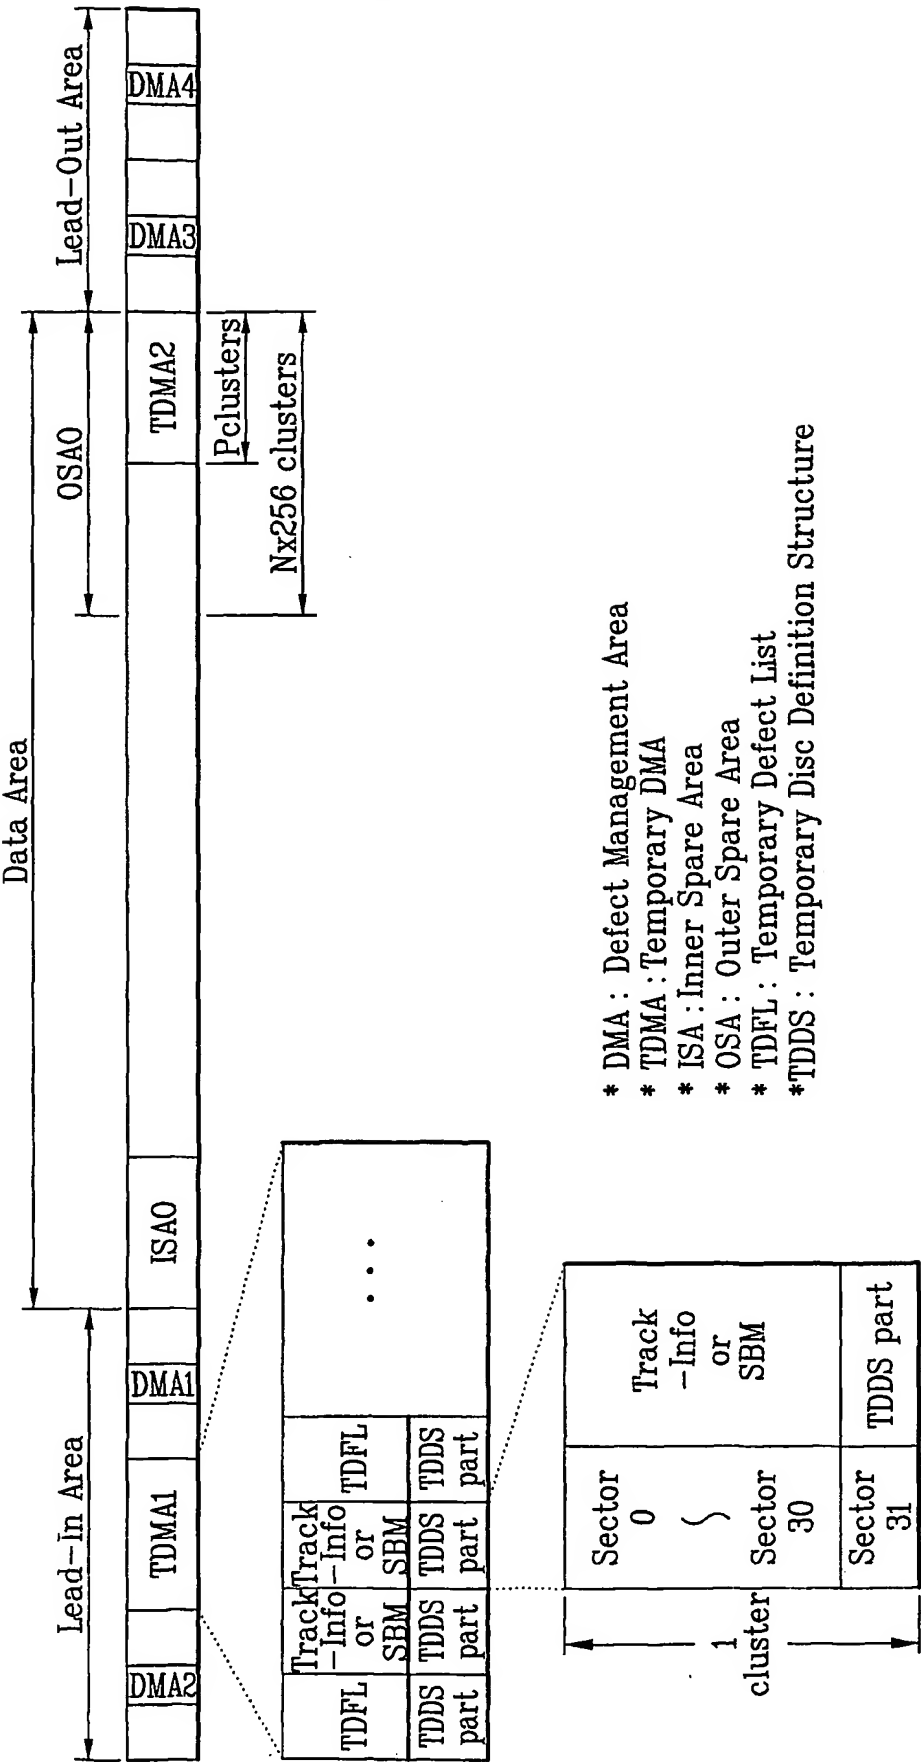 Data Area
Lead-In Area
OSA0
Lead-Out Area
DMA2
TDMA1
DMA1
ISA0
TDMA2
DMA3
DMA4
Pclusters
Nx256 clusters
TDFL
Track
-Info
or
SBM
Track
-Info
or
SBM
TDFL
• • •
TDDS
part
TDDS
part
TDDS
part
TDDS
part
1
cluster
Sector
0
~
Sector
30
Track
-Info
or
SBM
Sector
31
TDDS part
* DMA : Defect Management Area
* TDMA : Temporary DMA
* ISA : Inner Spare Area
* OSA : Outer Spare Area
* TDFL : Temporary Defect List
*TDDS : Temporary Disc Definition Structure